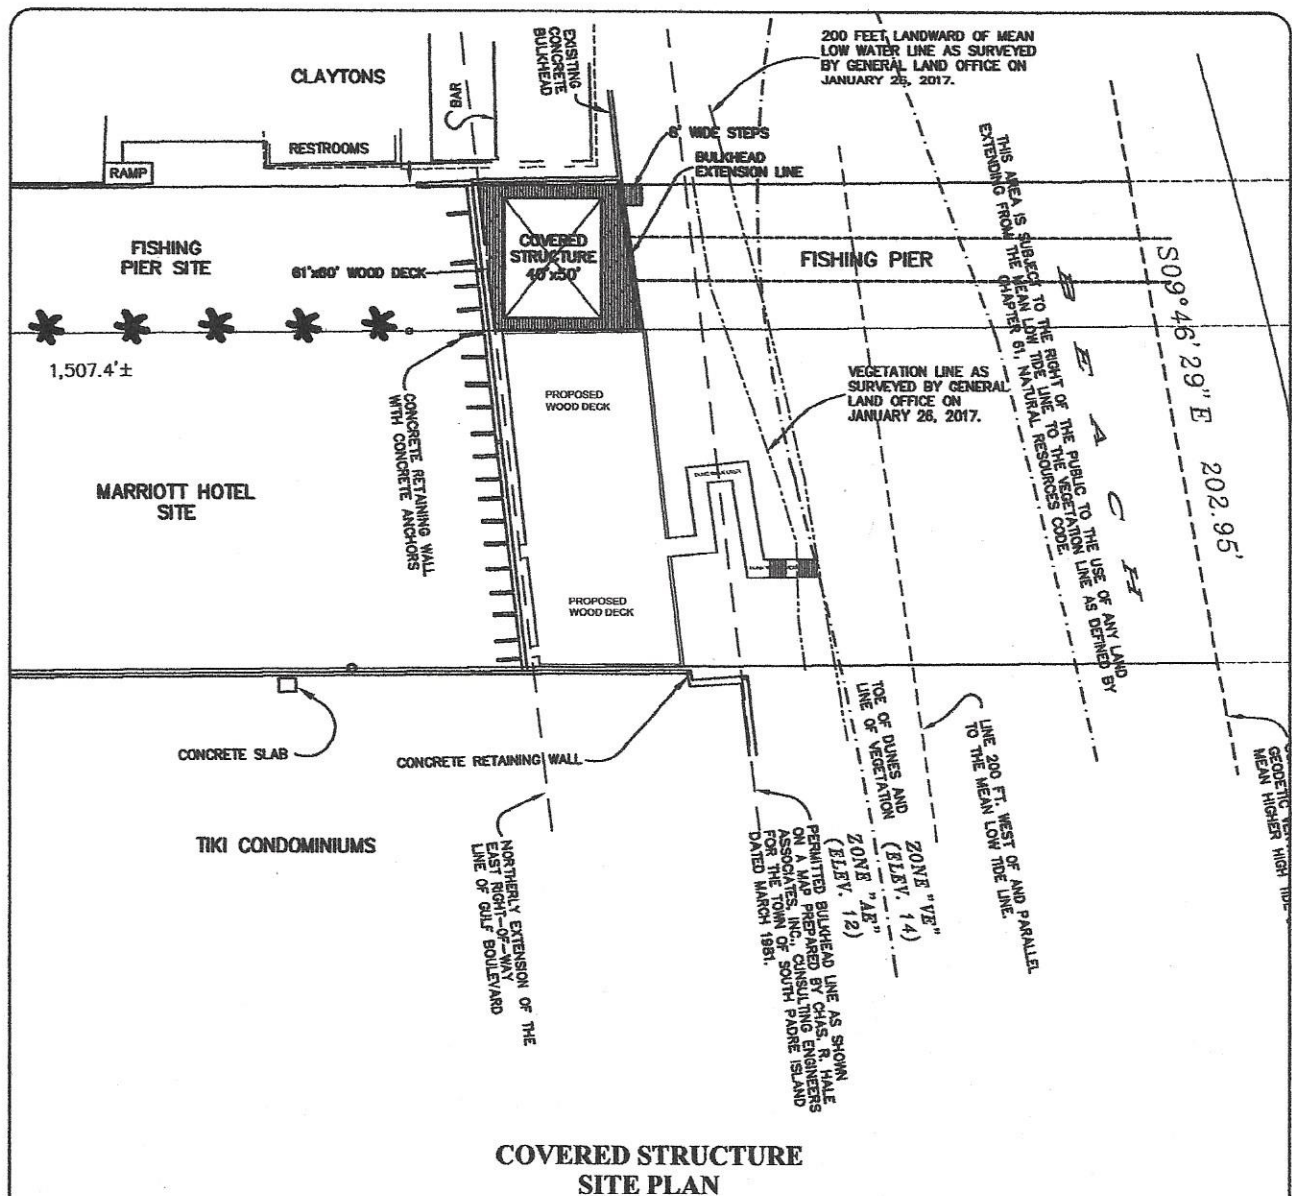 200 FEET LANDWARD OF MEAN
LOW WATER LINE AS SURVEYED
BY GENERAL LAND OFFICE ON
JANUARY 26, 2017.
EXISITING
CONCRETE
BULKHEAD
CLAYTONS
BAR
6' WIDE STEPS
RESTROOMS
BULKHEAD
EXTENSION LINE
RAMP
THIS AREA IS SUBJECT TO THE RIGHT OF THE PUBLIC TO THE USE OF ANY LAND
EXTENDING FROM THE MEAN LOW TIDE LINE TO THE VEGETATION LINE AS DEFINED BY
CHAPTER 61, NATURAL RESOURCES CODE.
FISHING
PIER SITE
COVERED
STRUCTURE
40'x50'
61'x60' WOOD DECK
FISHING PIER
BEACH
S09°46'29"E 202.95'
1,507.4'±
VEGETATION LINE AS
SURVEYED BY GENERAL
LAND OFFICE ON
JANUARY 26, 2017.
PROPOSED
WOOD DECK
CONCRETE RETAINING WALL
WITH CONCRETE ANCHORS
MARRIOTT HOTEL
SITE
PROPOSED
WOOD DECK
CONCRETE SLAB
CONCRETE RETAINING WALL
TIKI CONDOMINIUMS
TOE OF DUNES AND
LINE OF VEGETATION
LINE 200 FT. WEST OF AND PARALLEL
TO THE MEAN LOW TIDE LINE.
GEODETIC
MEAN HIGHER HIGH TIDE
ZONE "VE"
(ELEV. 14)
ZONE "AE"
(ELEV. 12)
NORTHERLY EXTENSION OF THE
EAST RIGHT-OF-WAY
LINE OF GULF BOULEVARD
PERMITTED BULKHEAD LINE AS SHOWN
ON A MAP PREPARED BY CHAS. R. HALE
ASSOCIATES, INC., CUNSULTING ENGINEERS
FOR THE TOWN OF SOUTH PADRE ISLAND
DATED MARCH 1981.
COVERED STRUCTURE
SITE PLAN